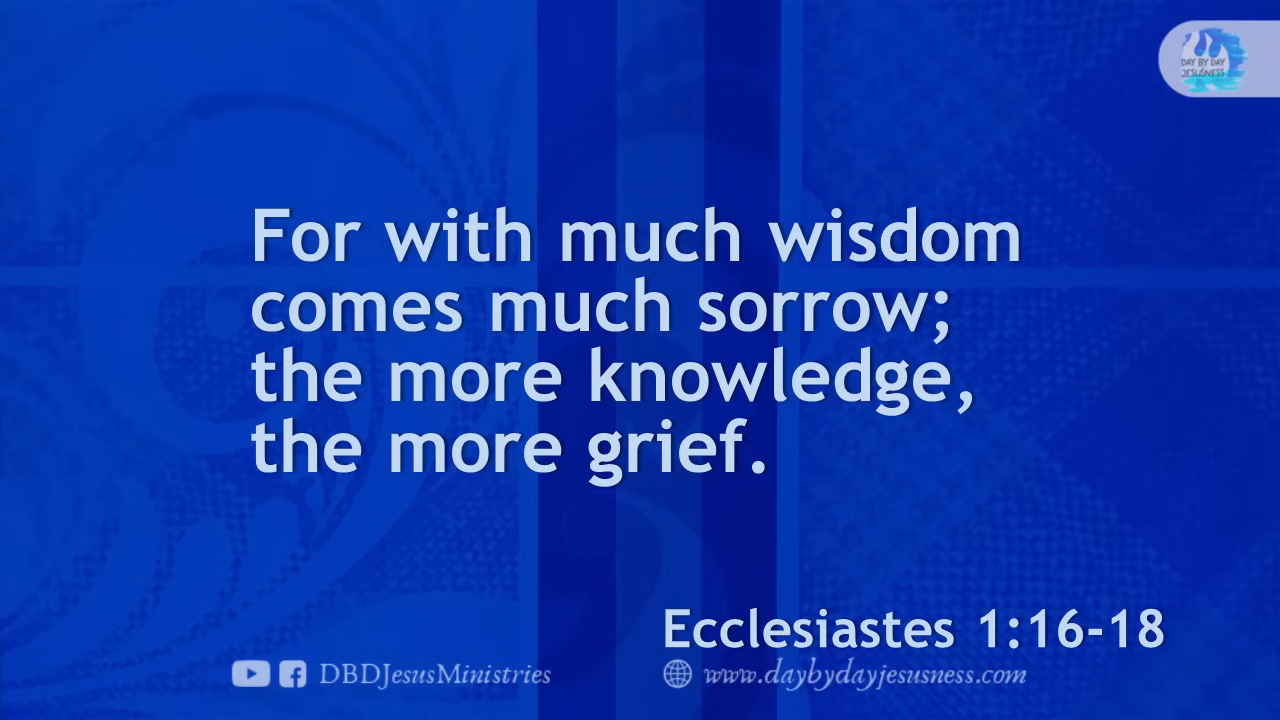 DAY BY DAY
JESUSNESS
For with much wisdom
comes much sorrow;
the more knowledge,
the more grief.
Ecclesiastes 1:16-18
DBDJesusMinistries
www.daybydayjesusness.com